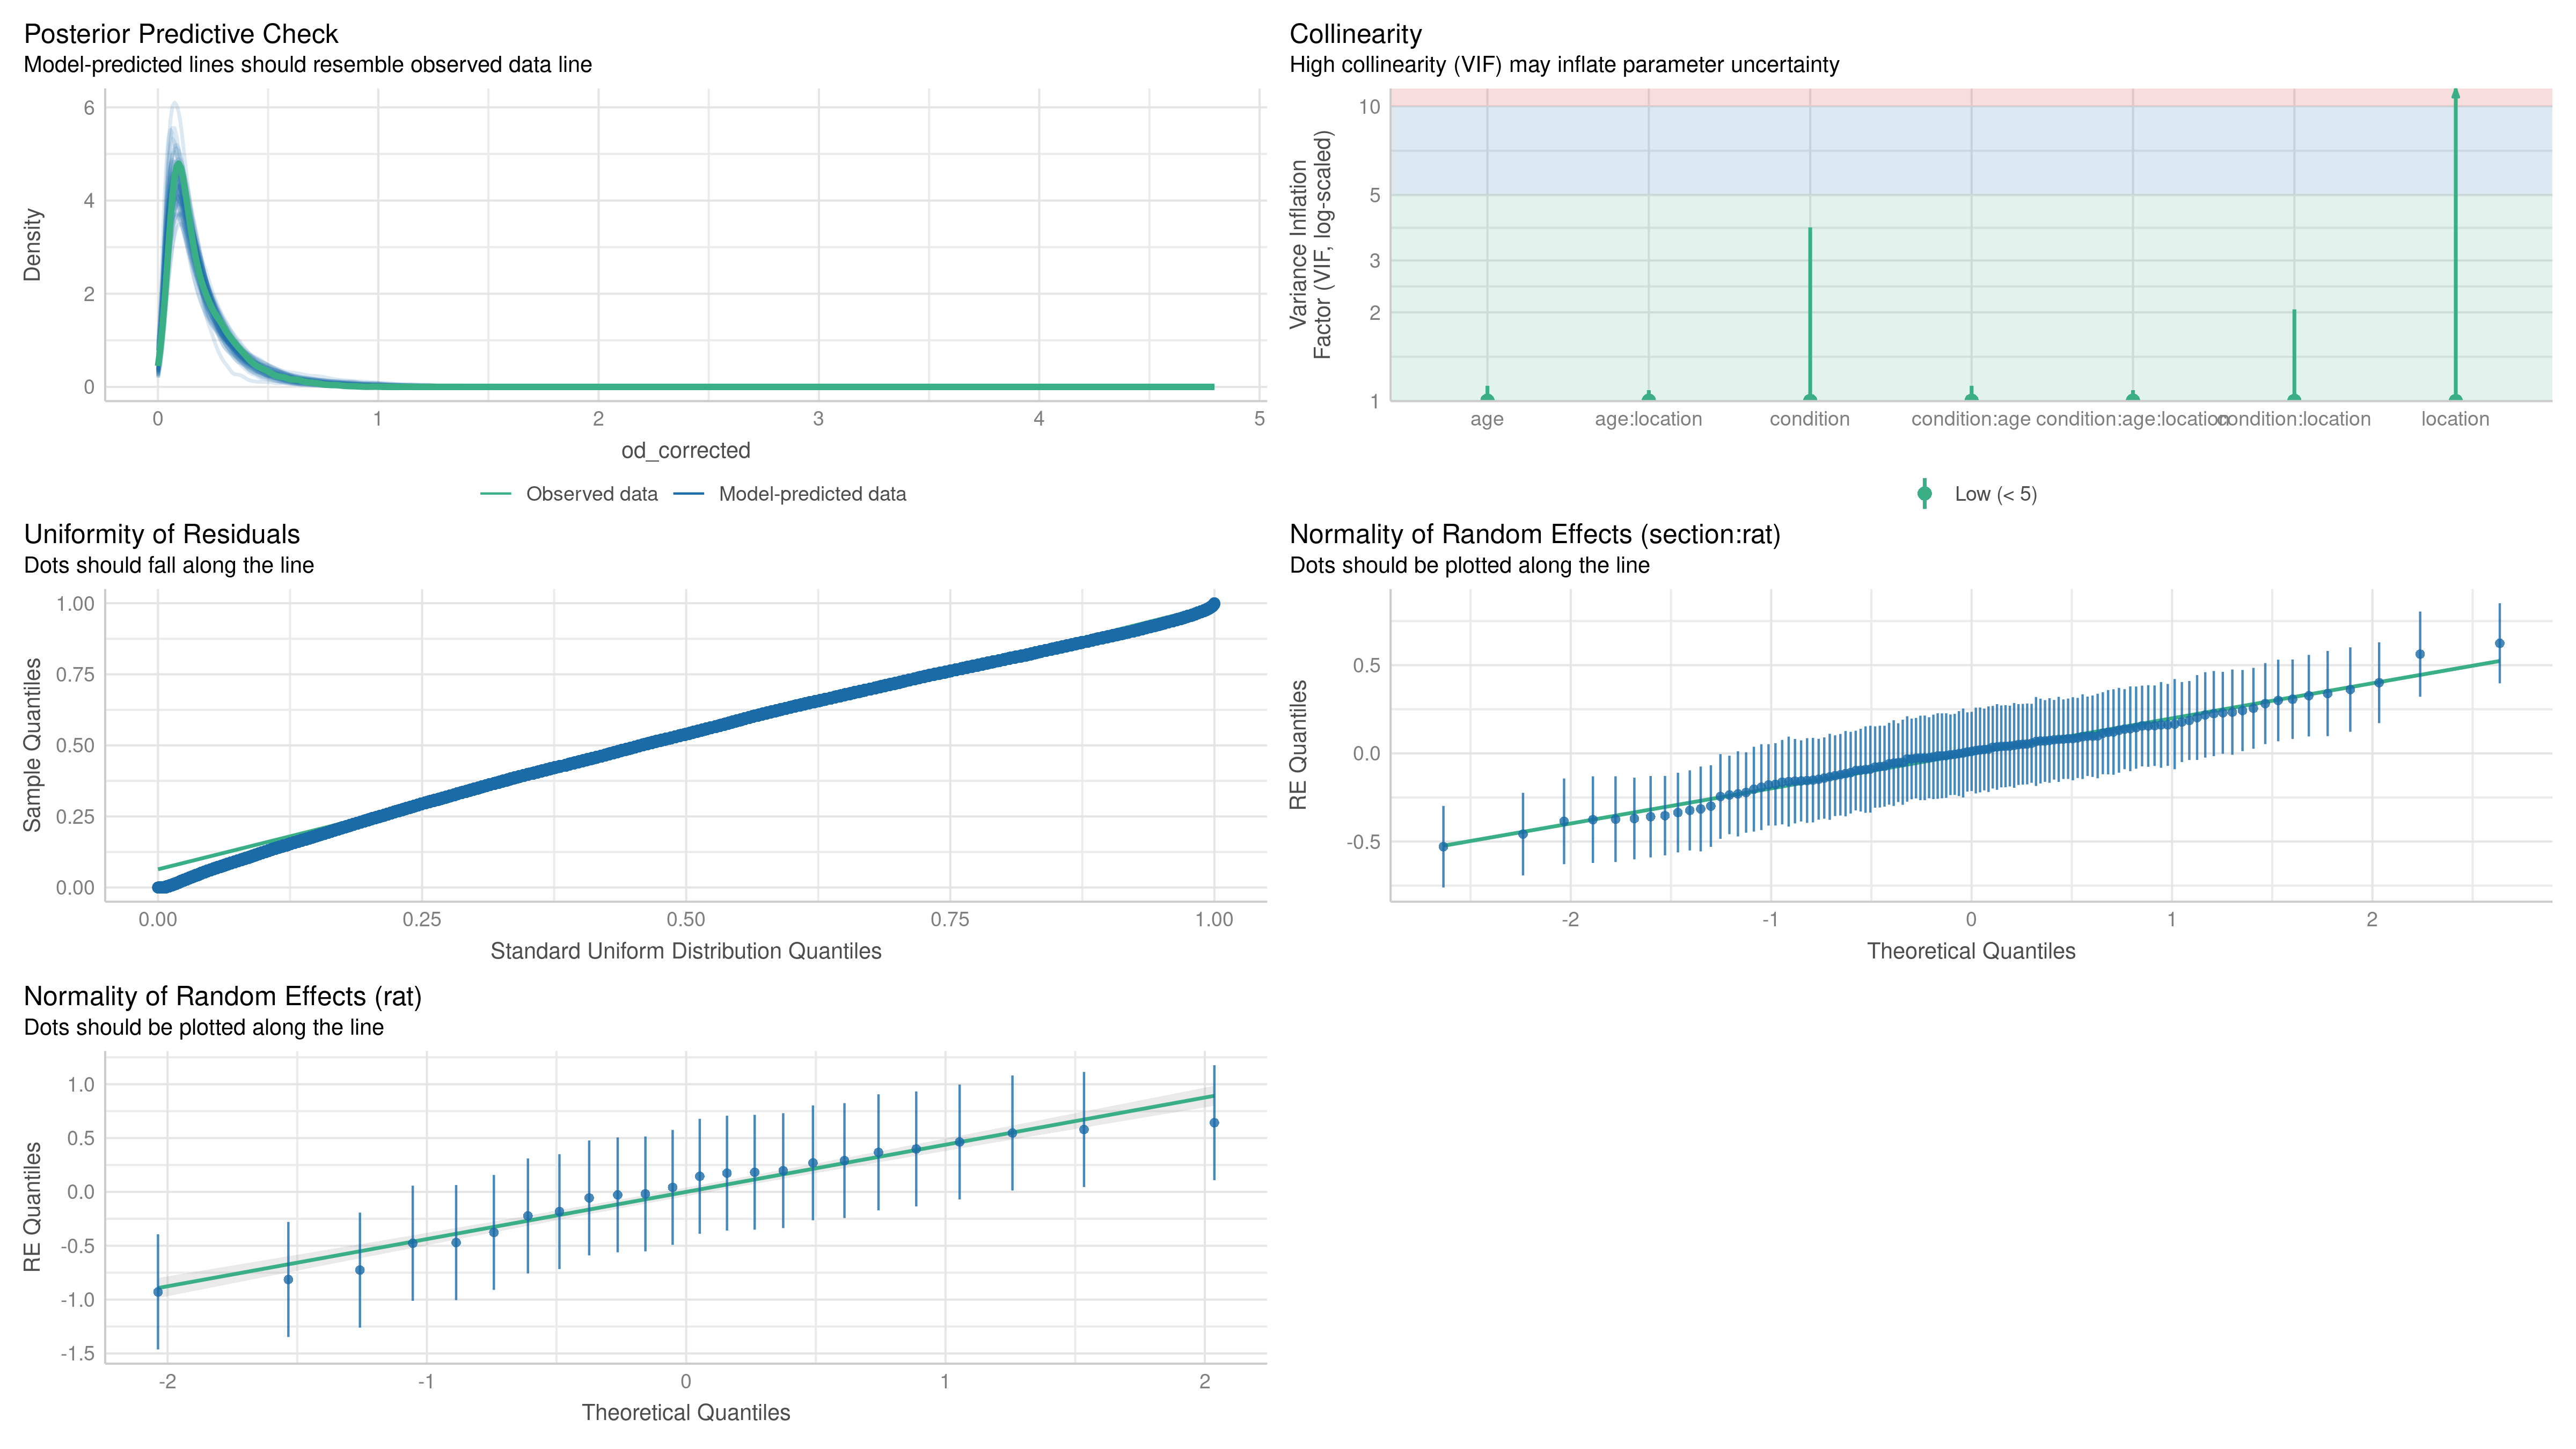 Posterior Predictive Check
Model-predicted lines should resemble observed data line
6
4
2
0
Density
0 1 2 3 4 5
od_corrected
Observed data Model-predicted data
Collinearity
High collinearity (VIF) may inflate parameter uncertainty
10
5
3
2
1
Variance Inflation
Factor (VIF, log-scaled)
age age:location condition condition:age condition:age:location condition:location location
Low (< 5)
Uniformity of Residuals
Dots should fall along the line
1.00
0.75
0.50
0.25
0.00
Sample Quantiles
0.00 0.25 0.50 0.75 1.00
Standard Uniform Distribution Quantiles
Normality of Random Effects (section:rat)
Dots should be plotted along the line
0.5
0.0
-0.5
RE Quantiles
-2 -1 0 1 2
Theoretical Quantiles
Normality of Random Effects (rat)
Dots should be plotted along the line
1.0
0.5
0.0
-0.5
-1.0
-1.5
RE Quantiles
-2 -1 0 1 2
Theoretical Quantiles